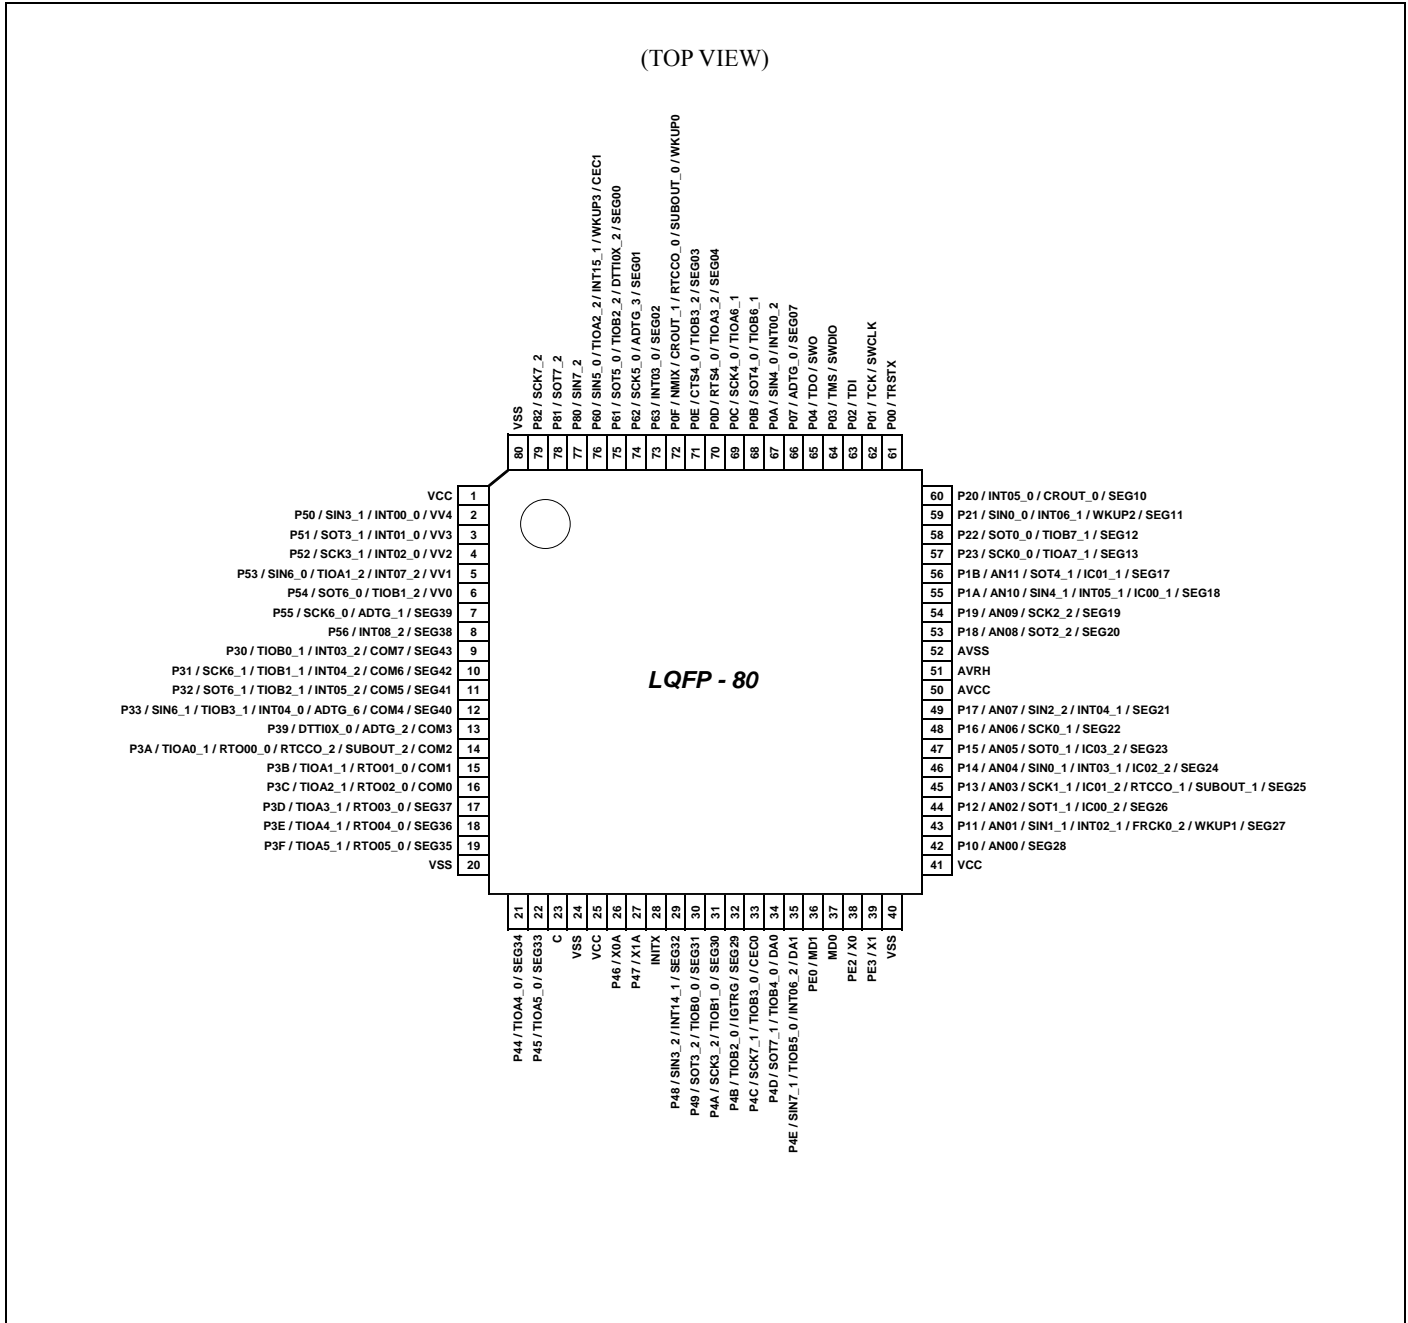 (TOP VIEW)
VSS
P82 / SCK7_2
P81 / SOT7_2
P80 / SIN7_2
P60 / SIN5_0 / TIOA2_2 / INT15_1 / WKUP3 / CEC1
P61 / SOT5_0 / TIOB2_2 / DTTI0X_2 / SEG00
P62 / SCK5_0 / ADTG_3 / SEG01
P63 / INT03_0 / SEG02
P0F / NMIX / CROUT_1 / RTCCO_0 / SUBOUT_0 / WKUP0
P0E / CTS4_0 / TIOB3_2 / SEG03
P0D / RTS4_0 / TIOA3_2 / SEG04
P0C / SCK4_0 / TIOA6_1
P0B / SOT4_0 / TIOB6_1
P0A / SIN4_0 / INT00_2
P07 / ADTG_0 / SEG07
P04 / TDO / SWO
P03 / TMS / SWDIO
P02 / TDI
P01 / TCK / SWCLK
P00 / TRSTX
80
79
78
77
76
75
74
73
72
71
70
69
68
67
66
65
64
63
62
61
VCC 1
P50 / SIN3_1 / INT00_0 / VV4 2
P51 / SOT3_1 / INT01_0 / VV3 3
P52 / SCK3_1 / INT02_0 / VV2 4
P53 / SIN6_0 / TIOA1_2 / INT07_2 / VV1 5
P54 / SOT6_0 / TIOB1_2 / VV0 6
P55 / SCK6_0 / ADTG_1 / SEG39 7
P56 / INT08_2 / SEG38 8
P30 / TIOB0_1 / INT03_2 / COM7 / SEG43 9
P31 / SCK6_1 / TIOB1_1 / INT04_2 / COM6 / SEG42 10
P32 / SOT6_1 / TIOB2_1 / INT05_2 / COM5 / SEG41 11
P33 / SIN6_1 / TIOB3_1 / INT04_0 / ADTG_6 / COM4 / SEG40 12
P39 / DTTI0X_0 / ADTG_2 / COM3 13
P3A / TIOA0_1 / RTO00_0 / RTCCO_2 / SUBOUT_2 / COM2 14
P3B / TIOA1_1 / RTO01_0 / COM1 15
P3C / TIOA2_1 / RTO02_0 / COM0 16
P3D / TIOA3_1 / RTO03_0 / SEG37 17
P3E / TIOA4_1 / RTO04_0 / SEG36 18
P3F / TIOA5_1 / RTO05_0 / SEG35 19
VSS 20
LQFP - 80
60 P20 / INT05_0 / CROUT_0 / SEG10
59 P21 / SIN0_0 / INT06_1 / WKUP2 / SEG11
58 P22 / SOT0_0 / TIOB7_1 / SEG12
57 P23 / SCK0_0 / TIOA7_1 / SEG13
56 P1B / AN11 / SOT4_1 / IC01_1 / SEG17
55 P1A / AN10 / SIN4_1 / INT05_1 / IC00_1 / SEG18
54 P19 / AN09 / SCK2_2 / SEG19
53 P18 / AN08 / SOT2_2 / SEG20
52 AVSS
51 AVRH
50 AVCC
49 P17 / AN07 / SIN2_2 / INT04_1 / SEG21
48 P16 / AN06 / SCK0_1 / SEG22
47 P15 / AN05 / SOT0_1 / IC03_2 / SEG23
46 P14 / AN04 / SIN0_1 / INT03_1 / IC02_2 / SEG24
45 P13 / AN03 / SCK1_1 / IC01_2 / RTCCO_1 / SUBOUT_1 / SEG25
44 P12 / AN02 / SOT1_1 / IC00_2 / SEG26
43 P11 / AN01 / SIN1_1 / INT02_1 / FRCK0_2 / WKUP1 / SEG27
42 P10 / AN00 / SEG28
41 VCC
21
22
23
24
25
26
27
28
29
30
31
32
33
34
35
36
37
38
39
40
P44 / TIOA4_0 / SEG34
P45 / TIOA5_0 / SEG33
C
VSS
VCC
P46 / X0A
P47 / X1A
INITX
P48 / SIN3_2 / INT14_1 / SEG32
P49 / SOT3_2 / TIOB0_0 / SEG31
P4A / SCK3_2 / TIOB1_0 / SEG30
P4B / TIOB2_0 / IGTRG / SEG29
P4C / SCK7_1 / TIOB3_0 / CEC0
P4D / SOT7_1 / TIOB4_0 / DA0
P4E / SIN7_1 / TIOB5_0 / INT06_2 / DA1
PE0 / MD1
MD0
PE2 / X0
PE3 / X1
VSS